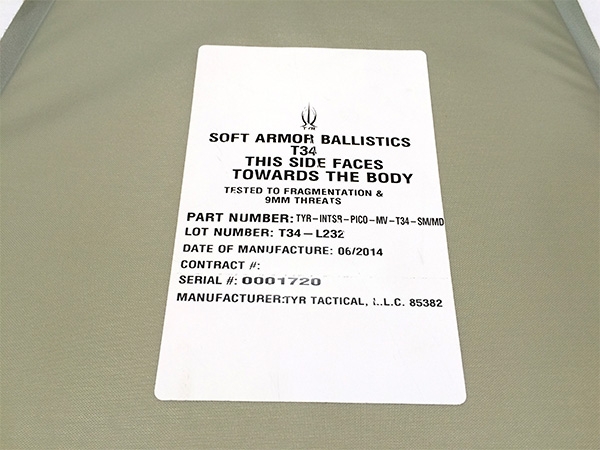 TYR
SOFT ARMOR BALLISTICS
T34
THIS SIDE FACES
TOWARDS THE BODY
TESTED TO FRAGMENTATION &
9MM THREATS
PART NUMBER: TYR-INTSR-PICO-MV-T34-SM/MD
LOT NUMBER: T34-L232
DATE OF MANUFACTURE: 06/2014
CONTRACT #:
SERIAL #: 0001720
MANUFACTURER:TYR TACTICAL, L.L.C. 85382